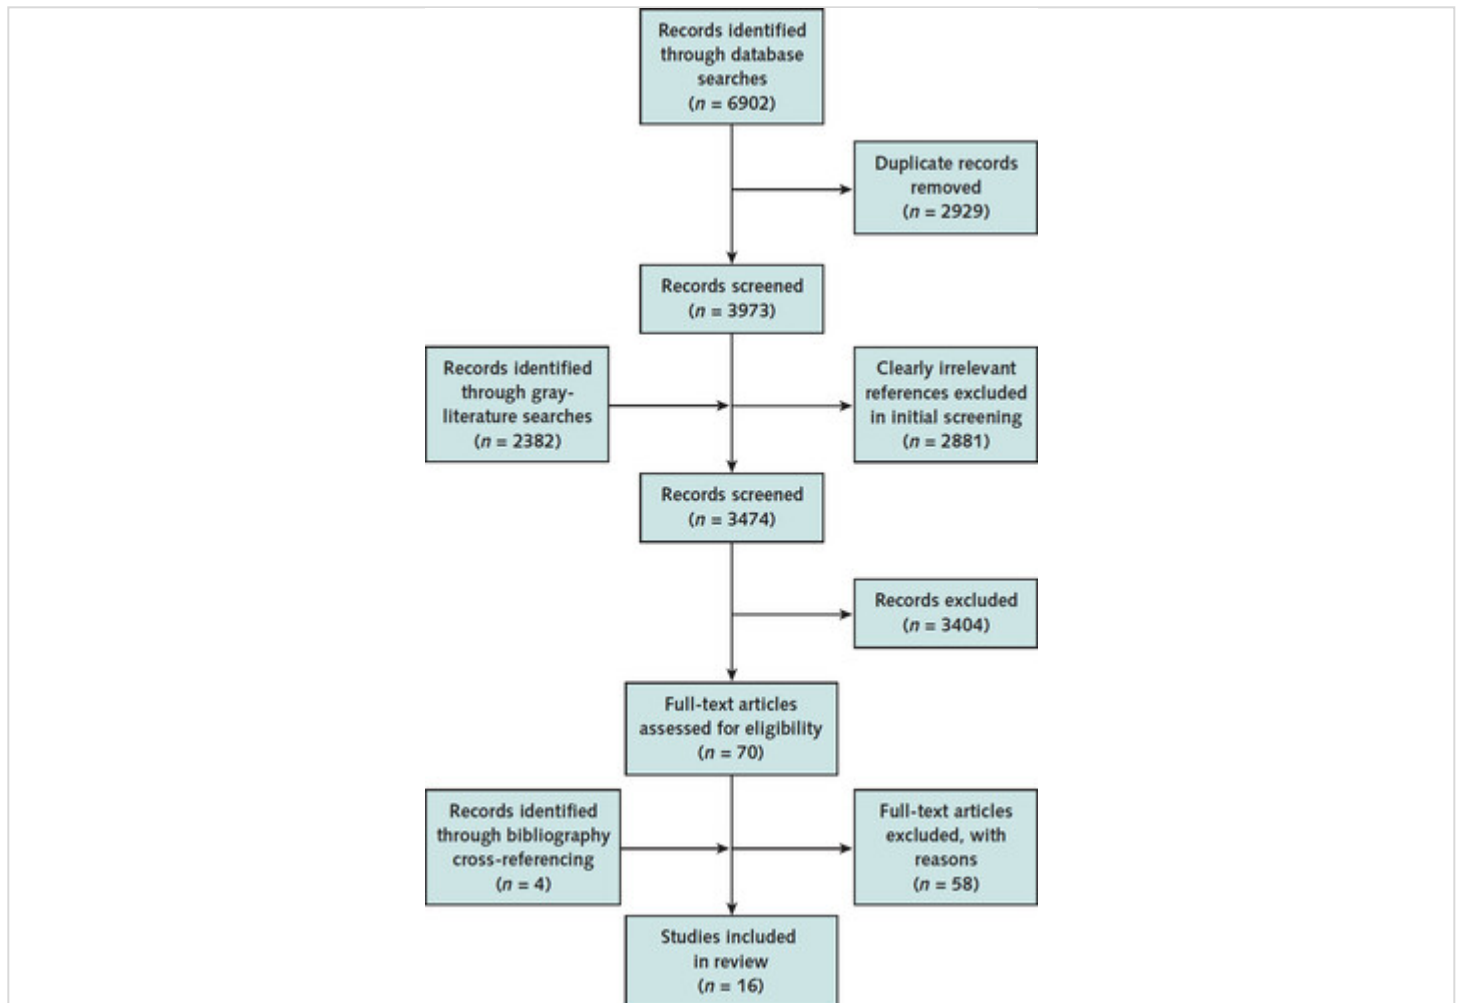 Records identified
through database
searches
(n = 6902)
Duplicate records
removed
(n = 2929)
Records screened
(n = 3973)
Records identified
through gray-
literature searches
(n = 2382)
Clearly irrelevant
references excluded
in initial screening
(n = 2881)
Records screened
(n = 3474)
Records excluded
(n = 3404)
Full-text articles
assessed for eligibility
(n = 70)
Records identified
through bibliography
cross-referencing
(n = 4)
Full-text articles
excluded, with
reasons
(n = 58)
Studies included
in review
(n = 16)